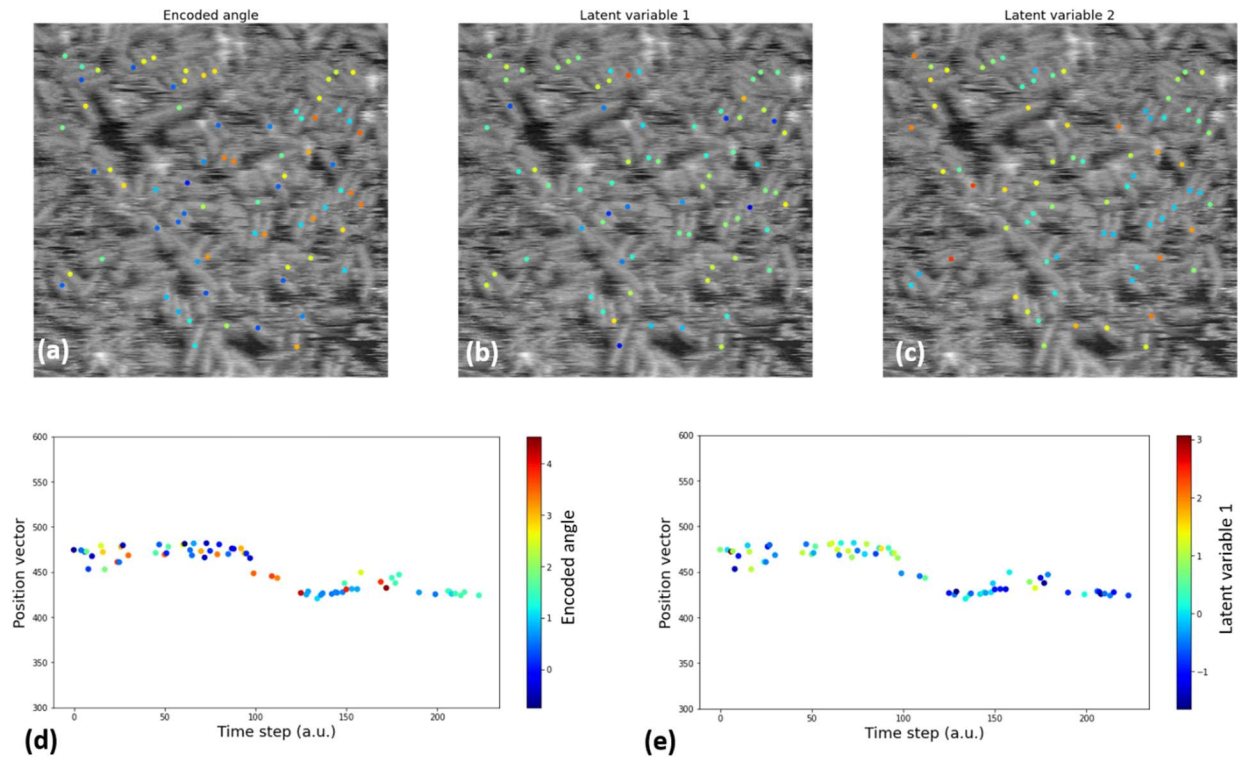 Encoded angle
Latent variable 1
Latent variable 2
(a)
(b)
(c)
600
550
500
450
400
350
300
Position vector
0
50
100
150
200
Time step (a.u.)
4
3
2
1
0
Encoded angle
(d)
600
550
500
450
400
350
300
Position vector
0
50
100
150
200
Time step (a.u.)
3
2
1
0
−1
Latent variable 1
(e)